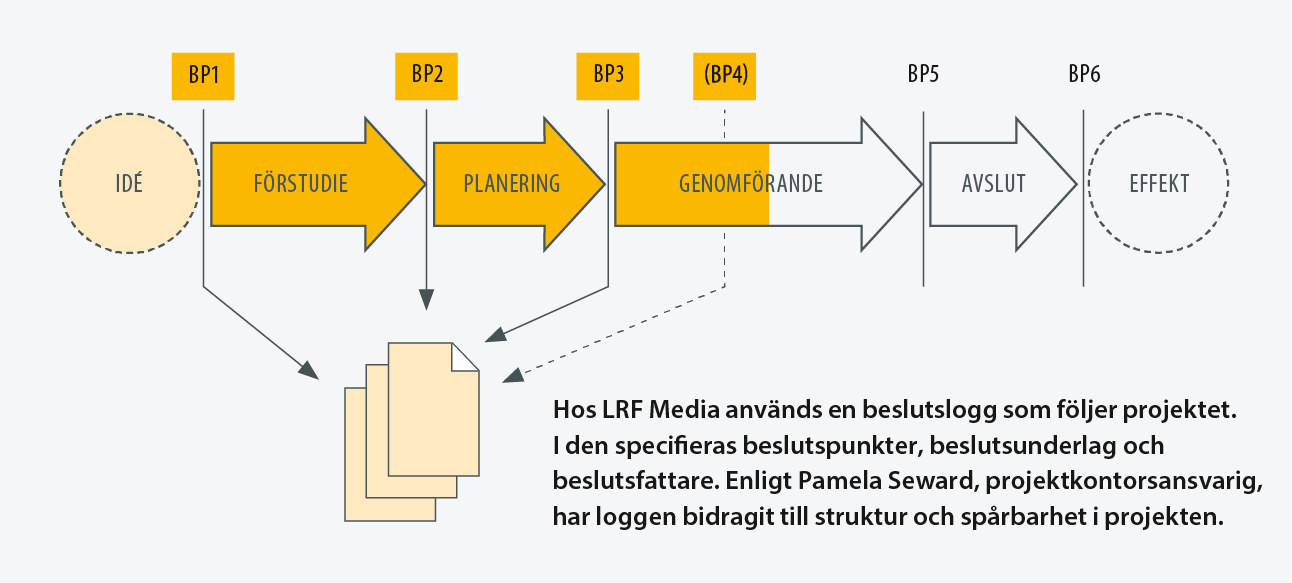 BP1
BP2
BP3
(BP4)
BP5
BP6
IDÉ
FÖRSTUDIE
PLANERING
GENOMFÖRANDE
AVSLUT
EFFEKT
Hos LRF Media används en beslutslogg som följer projektet.
I den specifieras beslutspunkter, beslutsunderlag och
beslutsfattare. Enligt Pamela Seward, projektkontorsansvarig,
har loggen bidragit till struktur och spårbarhet i projekten.